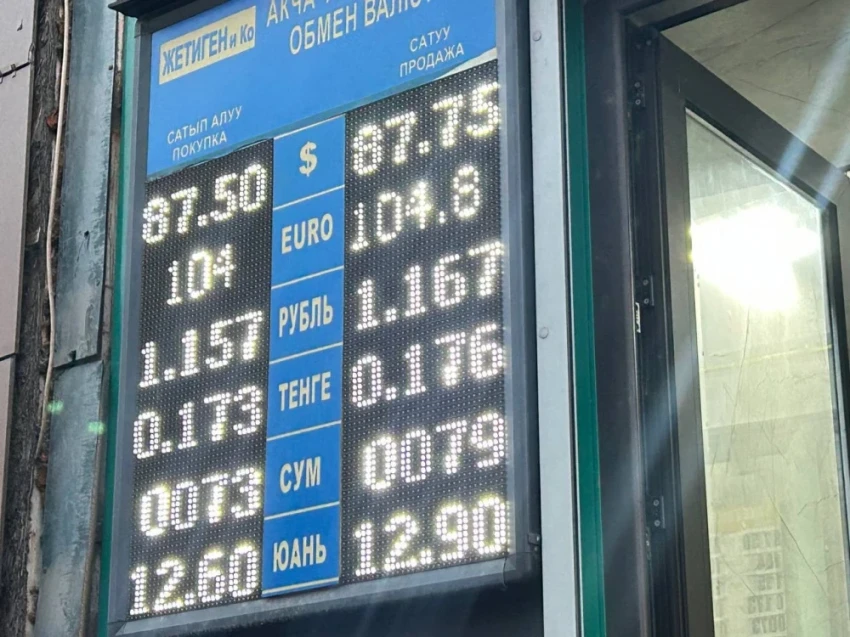 ЖЕТИГЕН и Ко
АКЧА
ОБМЕН ВАЛЮТ
САТЫП АЛУУ
ПОКУПКА
САТУУ
ПРОДАЖА
87.50 $ 87.75
104 EURO 104.8
1.157 РУБЛЬ 1.167
0.173 ТЕНГЕ 0.176
0073 СУМ 0079
12.60 ЮАНЬ 12.90